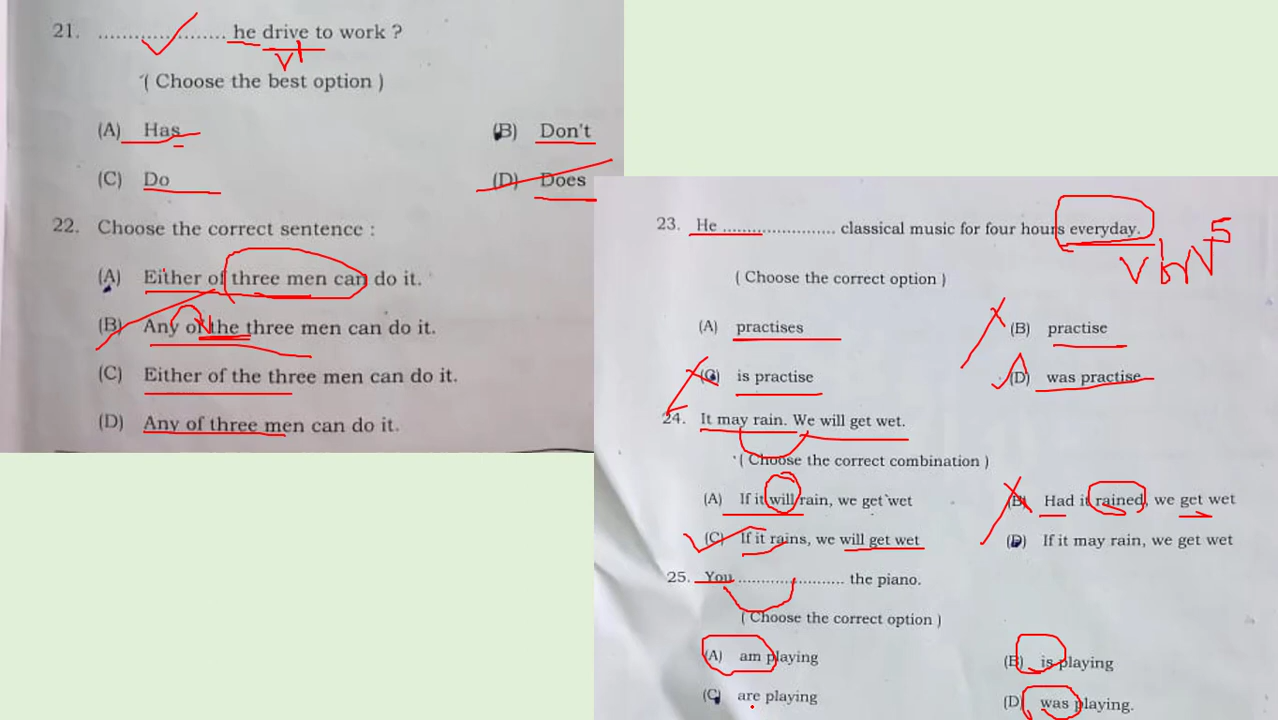 21. ........................ he drive to work ?
V1
( Choose the best option )
(A) Has
(B) Don't
(C) Do
(D) Does
22. Choose the correct sentence :
(A) Either of three men can do it.
(B) Any of the three men can do it.
(C) Either of the three men can do it.
(D) Any of three men can do it.
23. He ........................ classical music for four hours everyday.
V5
( Choose the correct option )
(A) practises
(B) practise
(C) is practise
(D) was practise
24. It may rain. We will get wet.
( Choose the correct combination )
(A) If it will rain, we get wet
(B) Had it rained, we get wet
(C) If it rains, we will get wet
(D) If it may rain, we get wet
25. You ........................ the piano.
( Choose the correct option )
(A) am playing
(B) is playing
(C) are playing
(D) was playing.